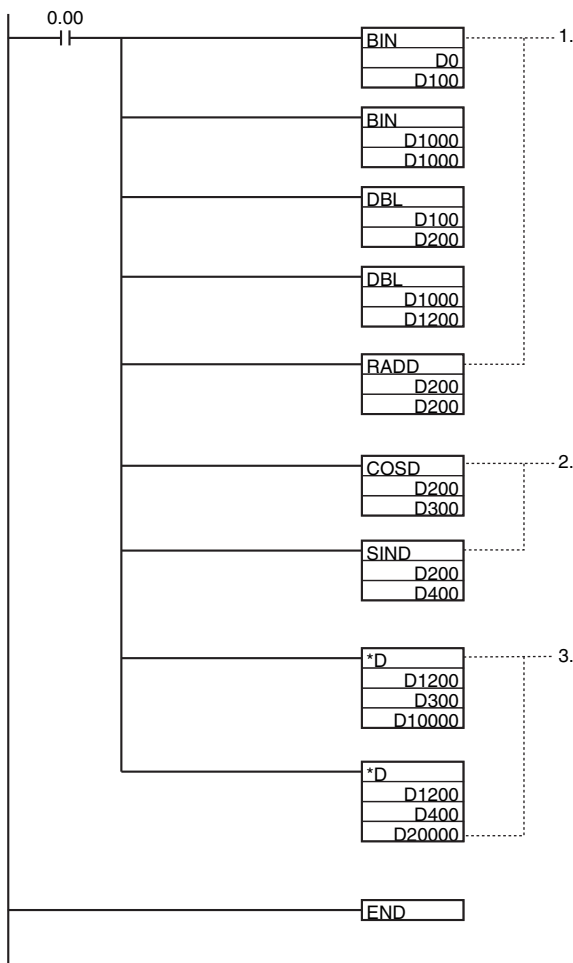 0.00
BIN
1.
D0
D100
BIN
D1000
D1000
DBL
D100
D200
DBL
D1000
D1200
RADD
D200
D200
COSD
2.
D200
D300
SIND
D200
D400
*D
3.
D1200
D300
D10000
*D
D1200
D400
D20000
END